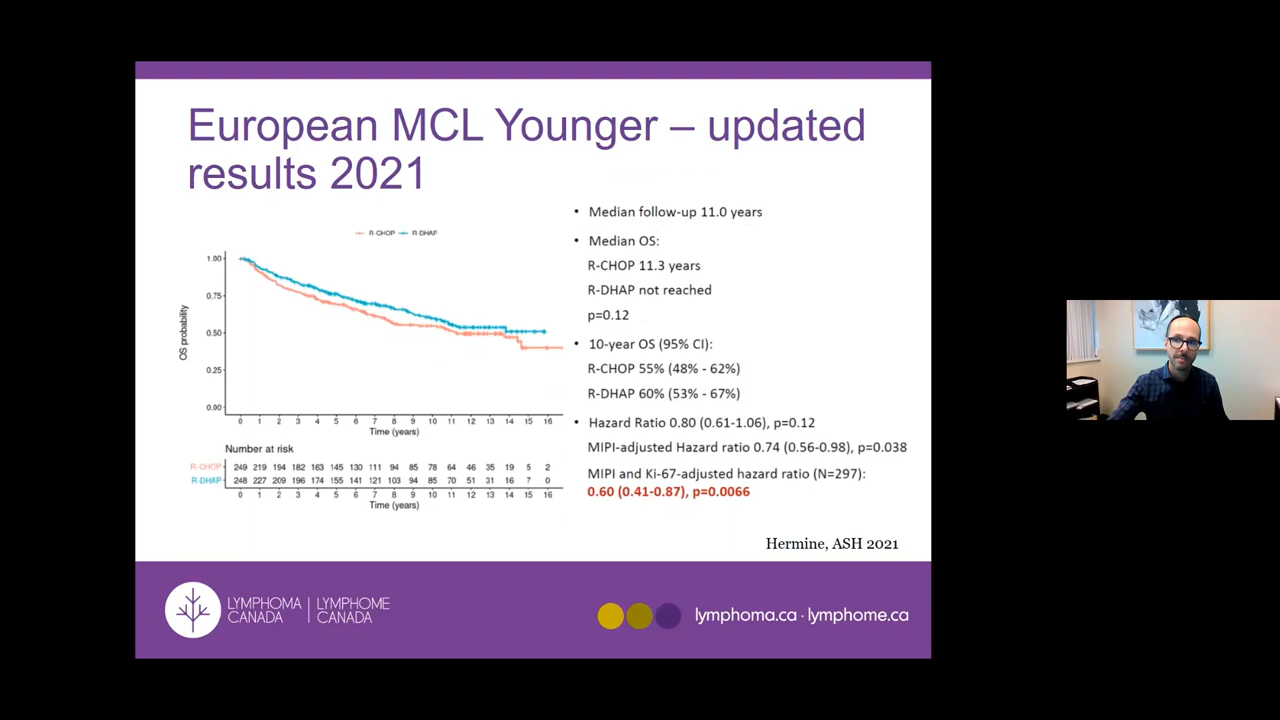 European MCL Younger – updated
results 2021
R-CHOP R-DHAP
1.00
0.75
0.50
0.25
0.00
OS probability
0 1 2 3 4 5 6 7 8 9 10 11 12 13 14 15 16
Time (years)
Number at risk
R-CHOP 249 219 194 182 163 145 130 111 94 85 78 64 46 35 19 5 2
R-DHAP 248 227 209 196 174 155 141 121 103 94 85 70 51 31 16 7 0
0 1 2 3 4 5 6 7 8 9 10 11 12 13 14 15 16
Time (years)
• Median follow-up 11.0 years
• Median OS:
R-CHOP 11.3 years
R-DHAP not reached
p=0.12
• 10-year OS (95% CI):
R-CHOP 55% (48% - 62%)
R-DHAP 60% (53% - 67%)
• Hazard Ratio 0.80 (0.61-1.06), p=0.12
MIPI-adjusted Hazard ratio 0.74 (0.56-0.98), p=0.038
MIPI and Ki-67-adjusted hazard ratio (N=297):
0.60 (0.41-0.87), p=0.0066
Hermine, ASH 2021
LYMPHOMA CANADA | LYMPHOME CANADA
lymphoma.ca · lymphome.ca